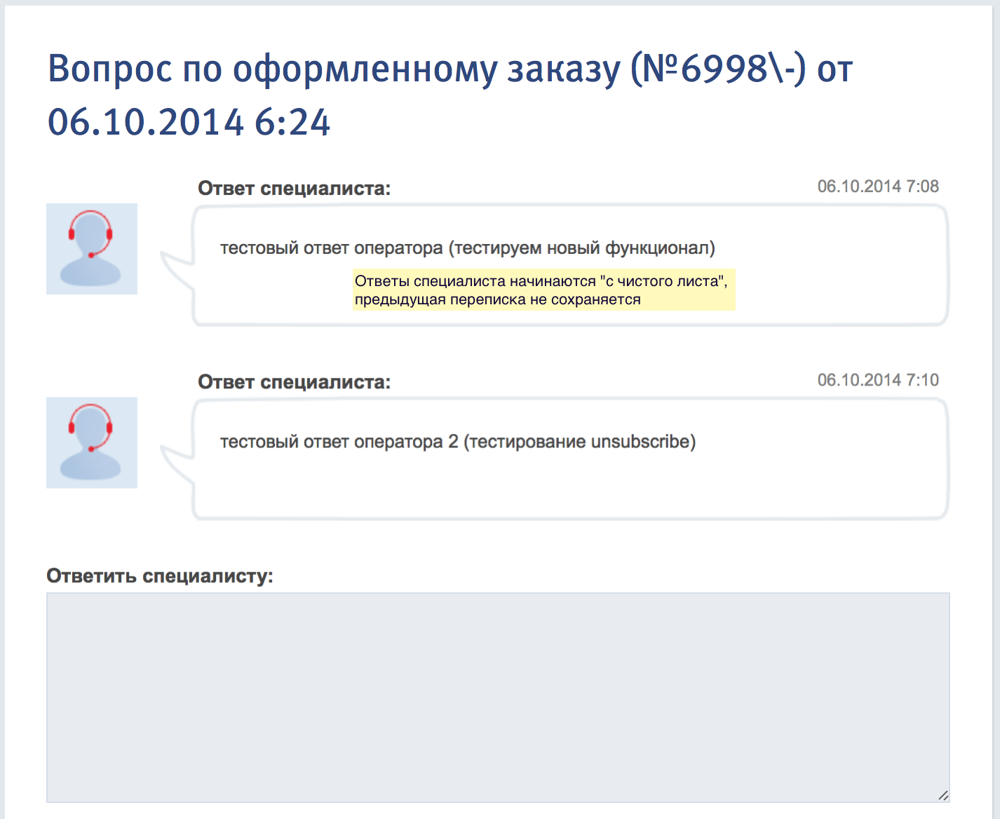 Вопрос по оформленному заказу (№6998\-) от
06.10.2014 6:24
Ответ специалиста:
06.10.2014 7:08
тестовый ответ оператора (тестируем новый функционал)
Ответы специалиста начинаются "с чистого листа",
предыдущая переписка не сохраняется
Ответ специалиста:
06.10.2014 7:10
тестовый ответ оператора 2 (тестирование unsubscribe)
Ответить специалисту: